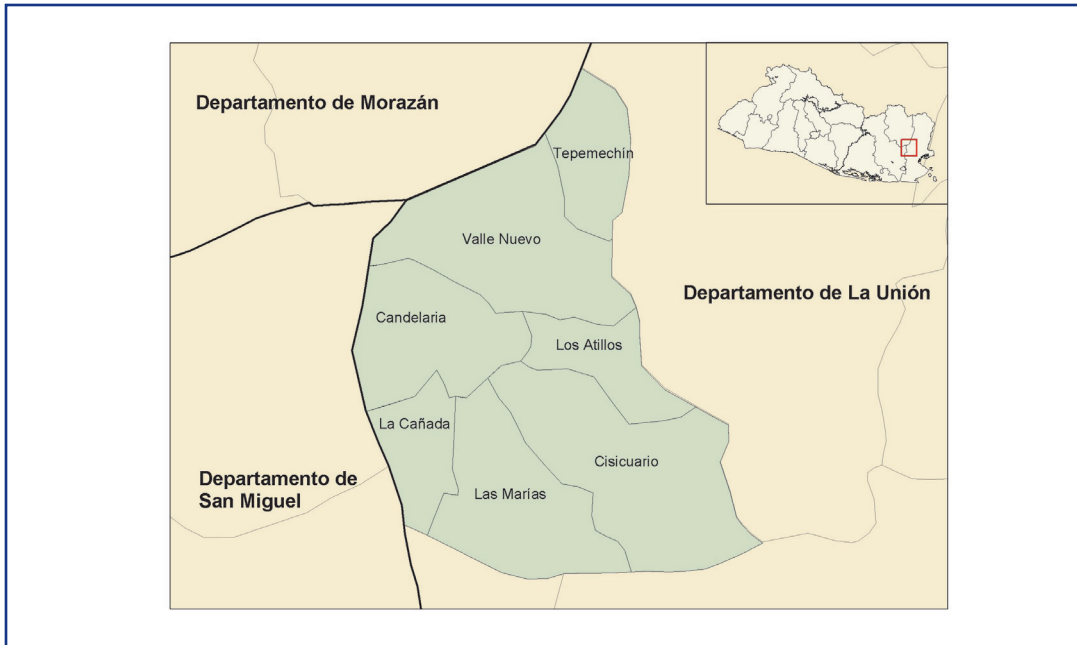 Departamento de Morazán
Tepemechín
Valle Nuevo
Departamento de La Unión
Candelaria
Los Atillos
La Cañada
Cisicuario
Departamento de
San Miguel
Las Marías